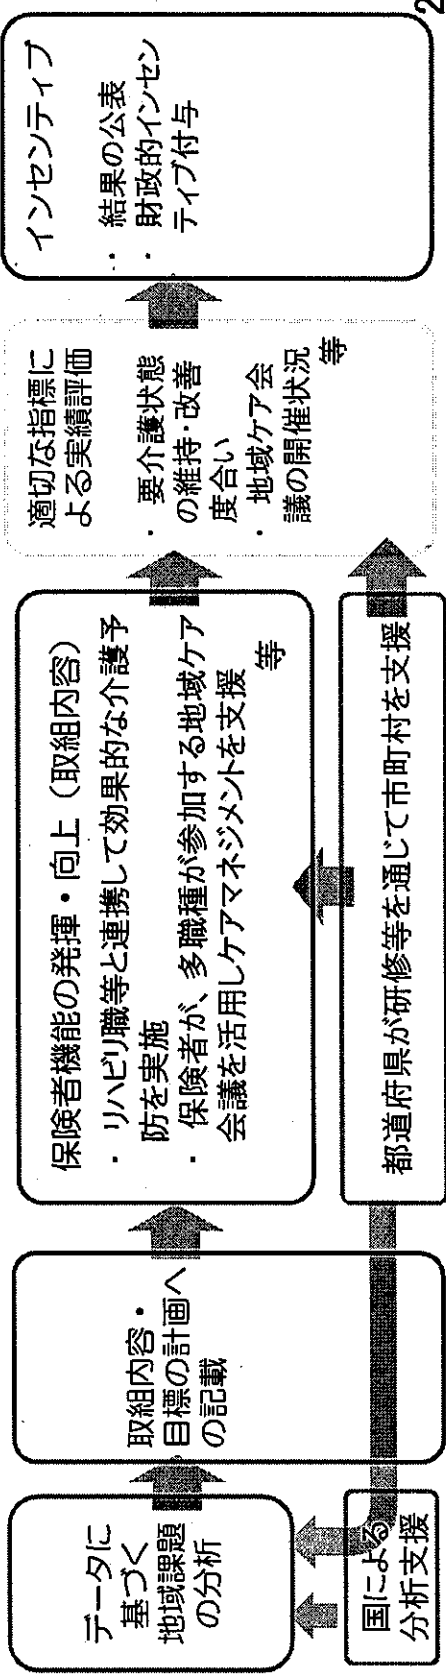 データに
基づく
地域課題
の分析
国による
分析支援
取組内容・
目標の計画へ
の記載
保険者機能の発揮・向上（取組内容）
・ リハビリ職等と連携して効果的な介護予
防を実施
・ 保険者が、多職種が参加する地域ケア
会議を活用しケアマネジメントを支援
等
都道府県が研修等を通じて市町村を支援
適切な指標に
よる実績評価
・ 要介護状態
の維持・改善
度合い
・ 地域ケア会
議の開催状況
等
インセンティブ
・ 結果の公表
・ 財政的インセン
ティブ付与
2